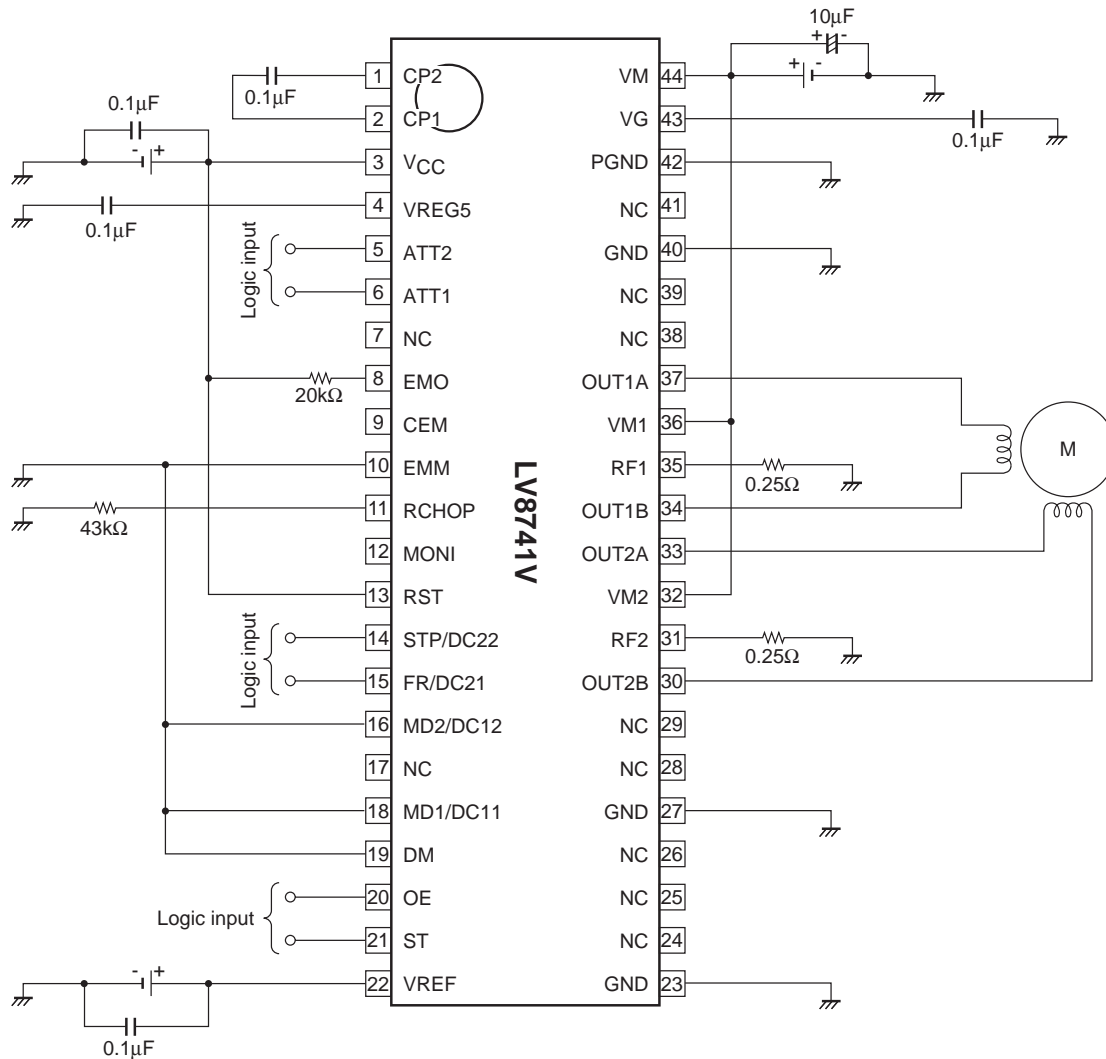 10μF
+ -
0.1μF
1 CP2
VM 44
+ -
0.1μF
2 CP1
VG 43
0.1μF
- +
3 VCC
PGND 42
0.1μF
4 VREG5
NC 41
Logic input
5 ATT2
GND 40
6 ATT1
NC 39
7 NC
NC 38
20kΩ
8 EMO
OUT1A 37
9 CEM
VM1 36
10 EMM
RF1 35
0.25Ω
M
43kΩ
11 RCHOP
OUT1B 34
12 MONI
LV8741V
OUT2A 33
13 RST
VM2 32
Logic input
14 STP/DC22
RF2 31
0.25Ω
15 FR/DC21
OUT2B 30
16 MD2/DC12
NC 29
17 NC
NC 28
18 MD1/DC11
GND 27
19 DM
NC 26
Logic input
20 OE
NC 25
21 ST
NC 24
- +
22 VREF
GND 23
0.1μF